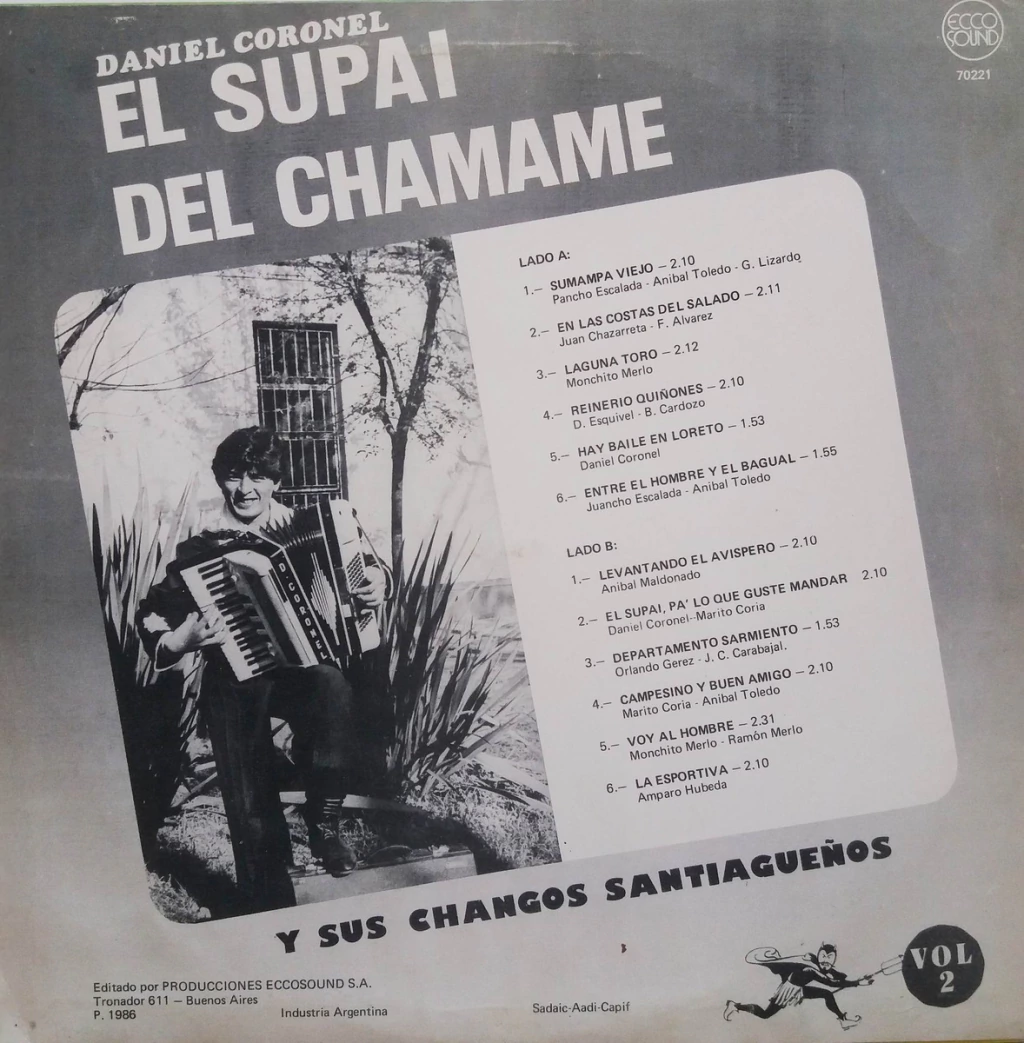 DANIEL CORONEL
EL SUPAI
DEL CHAMAME
ECCO
SOUND
70221
LADO A:
1.— SUMAMPA VIEJO — 2.10
Pancho Escalada - Anibal Toledo - G. Lizardo
2.— EN LAS COSTAS DEL SALADO — 2.11
Juan Chazarreta - F. Alvarez
3.— LAGUNA TORO — 2.12
Monchito Merlo
4.— REINERIO QUIÑONES — 2.10
D. Esquivel - B. Cardozo
5.— HAY BAILE EN LORETO — 1.53
Daniel Coronel
6.— ENTRE EL HOMBRE Y EL BAGUAL — 1.55
Juancho Escalada - Anibal Toledo
LADO B:
1.— LEVANTANDO EL AVISPERO — 2.10
Anibal Maldonado
2.— EL SUPAI, PA' LO QUE GUSTE MANDAR 2.10
Daniel Coronel--Marito Coria
3.— DEPARTAMENTO SARMIENTO — 1.53
Orlando Gerez - J. C. Carabajal.
4.— CAMPESINO Y BUEN AMIGO — 2.10
Marito Coria - Anibal Toledo
5.— VOY AL HOMBRE — 2.31
Monchito Merlo - Ramón Merlo
6.— LA ESPORTIVA — 2.10
Amparo Hubeda
D. CORONEL
Y SUS CHANGOS SANTIAGUEÑOS
VOL
2
Editado por PRODUCCIONES ECCOSOUND S.A.
Tronador 611 — Buenos Aires
P. 1986 Industria Argentina Sadaic-Aadi-Capif